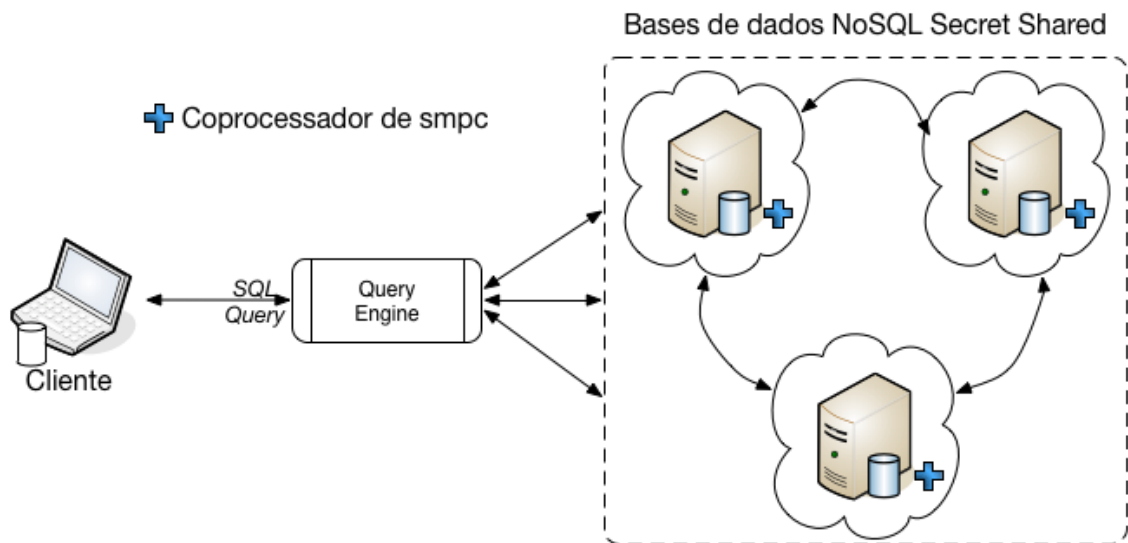 Bases de dados NoSQL Secret Shared
Coprocessador de smpc
SQL
Query
Query
Engine
Cliente